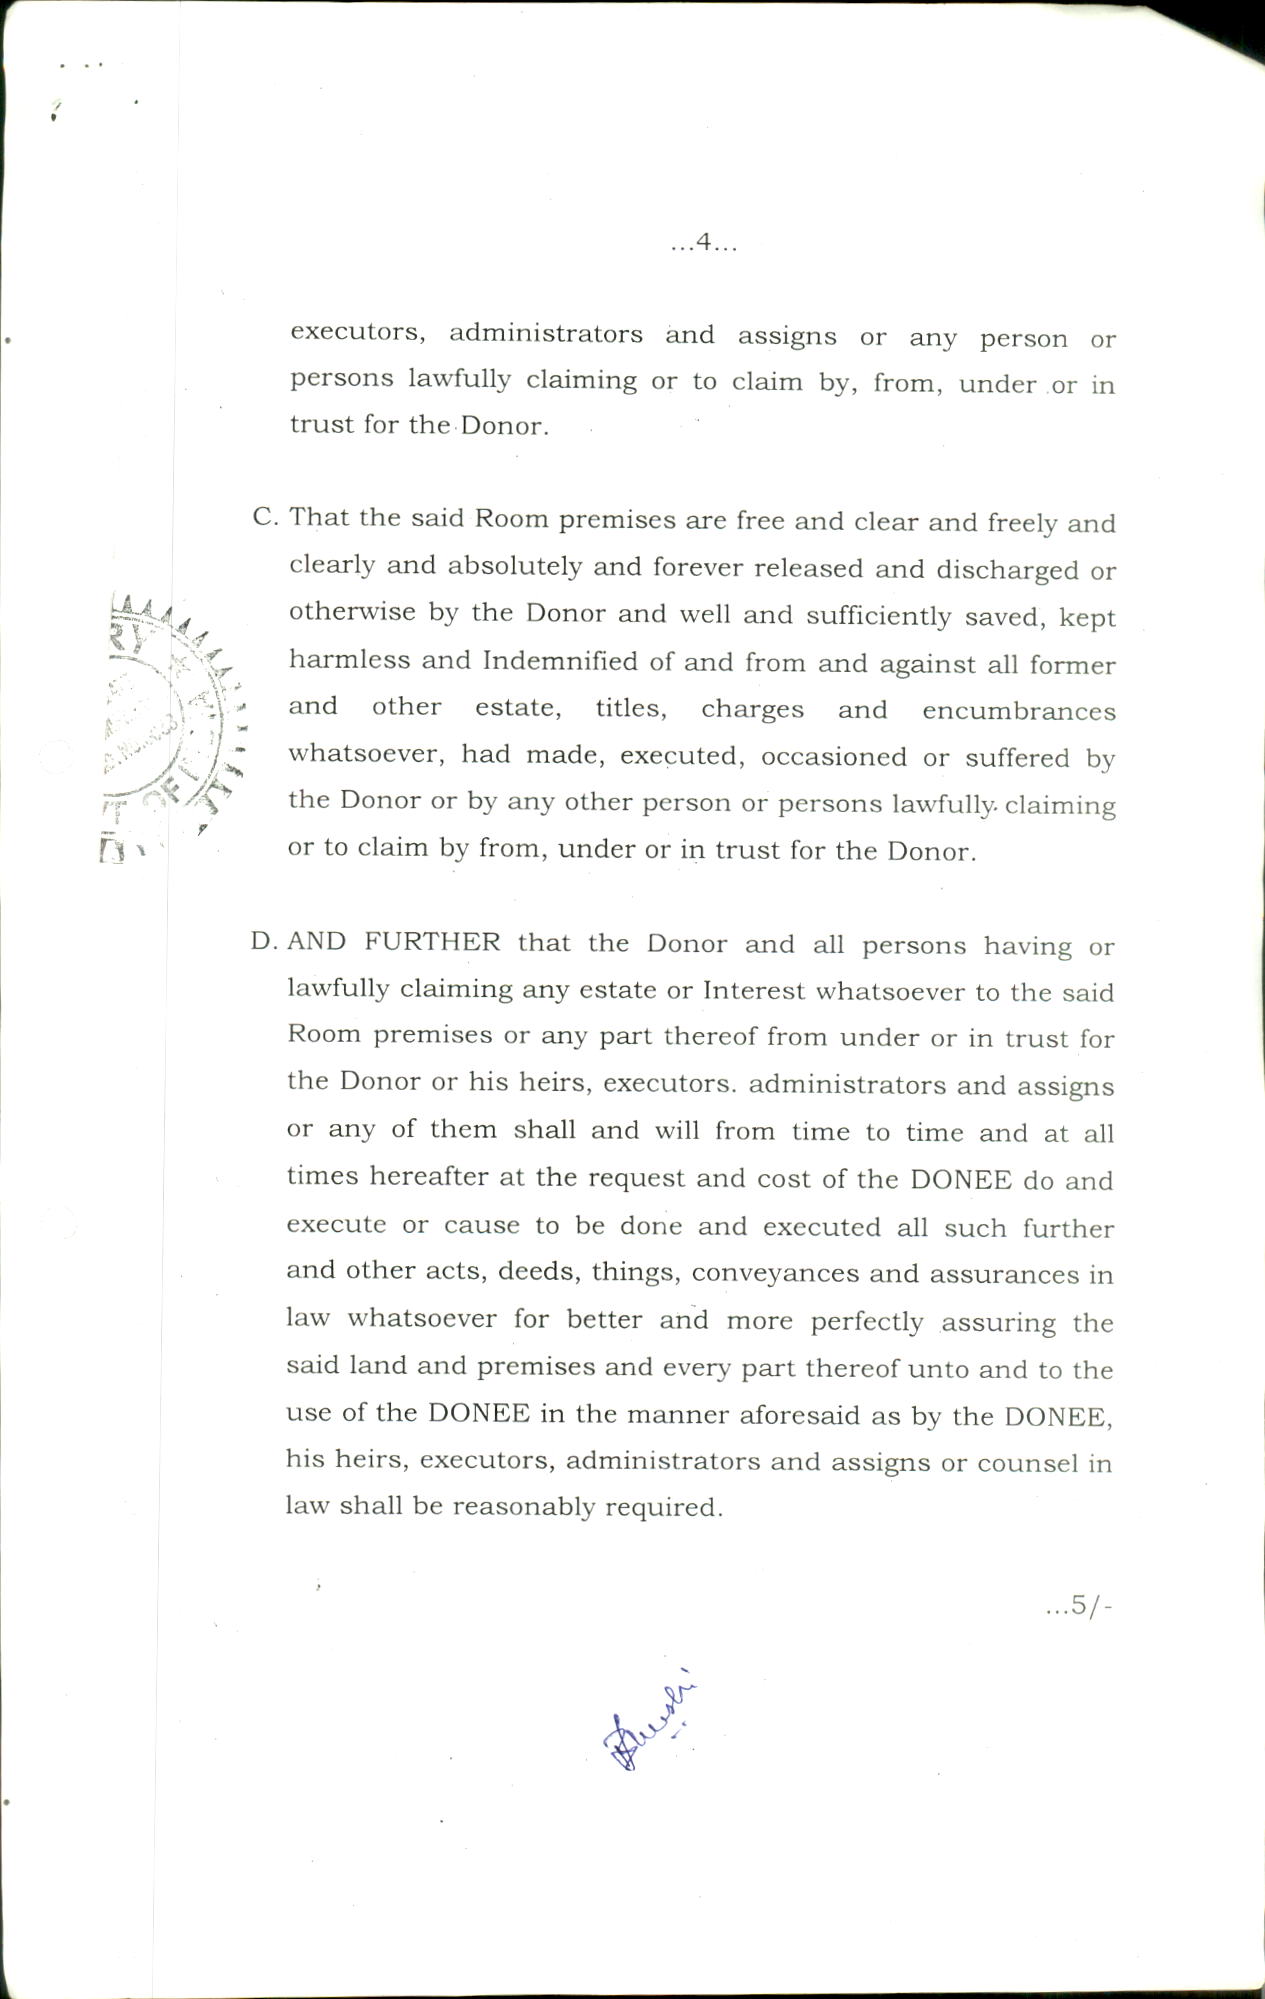 ...4...
executors, administrators and assigns or any person or
persons lawfully claiming or to claim by, from, under or in
trust for the Donor.
C. That the said Room premises are free and clear and freely and
clearly and absolutely and forever released and discharged or
otherwise by the Donor and well and sufficiently saved, kept
harmless and Indemnified of and from and against all former
and other estate, titles, charges and encumbrances
whatsoever, had made, executed, occasioned or suffered by
the Donor or by any other person or persons lawfully claiming
or to claim by from, under or in trust for the Donor.
D. AND FURTHER that the Donor and all persons having or
lawfully claiming any estate or Interest whatsoever to the said
Room premises or any part thereof from under or in trust for
the Donor or his heirs, executors. administrators and assigns
or any of them shall and will from time to time and at all
times hereafter at the request and cost of the DONEE do and
execute or cause to be done and executed all such further
and other acts, deeds, things, conveyances and assurances in
law whatsoever for better and more perfectly assuring the
said land and premises and every part thereof unto and to the
use of the DONEE in the manner aforesaid as by the DONEE,
his heirs, executors, administrators and assigns or counsel in
law shall be reasonably required.
...5/-